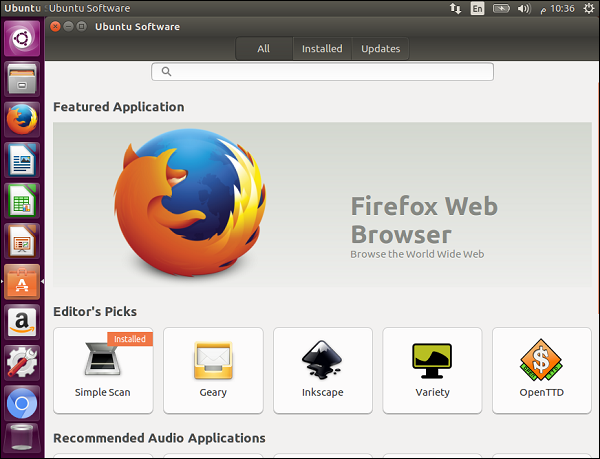 Ubuntu Ubuntu Software
En
م 10:36
Ubuntu Software
All Installed Updates
Featured Application
Firefox Web
Browser
Browse the World Wide Web
Editor's Picks
Installed
Simple Scan Geary Inkscape Variety OpenTTD
Recommended Audio Applications